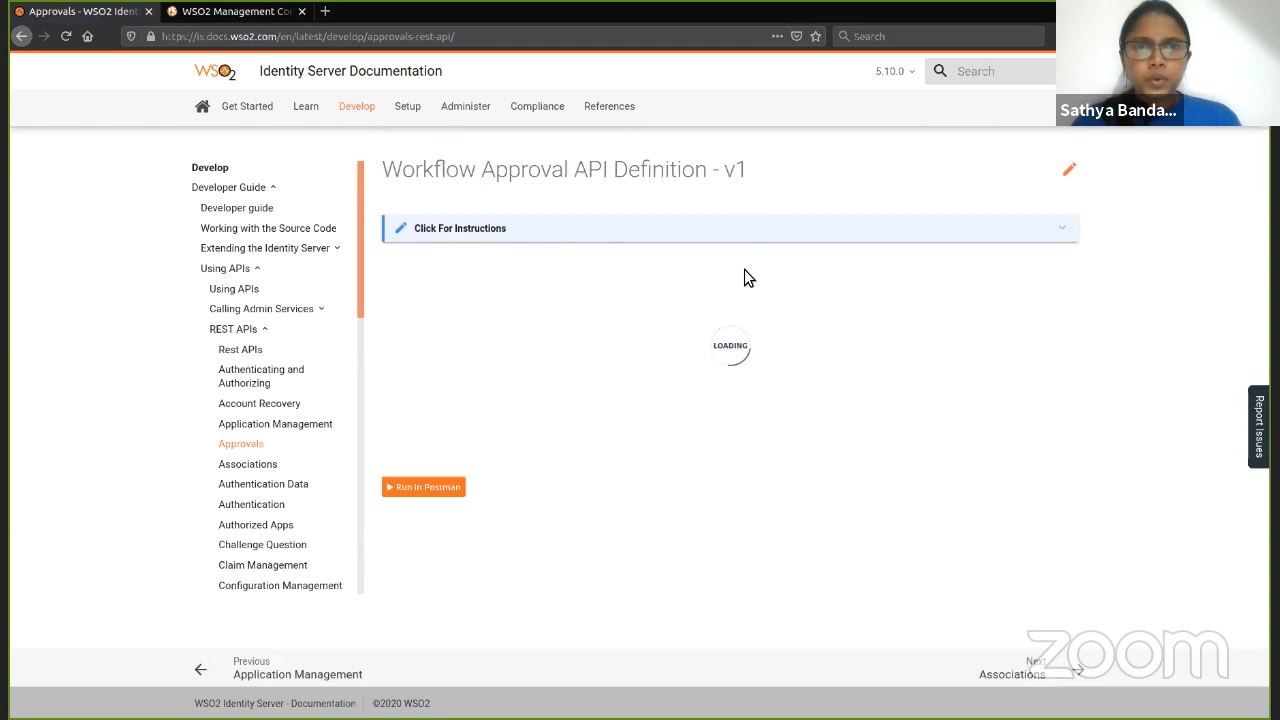 Approvals - WSO2 Ident
WSO2 Management Co
https://is.docs.wso2.com/en/latest/develop/approvals-rest-api/
Search
Sathya Banda...
WSO2
Identity Server Documentation
5.10.0
Search
Get Started
Learn
Develop
Setup
Administer
Compliance
References
Develop
Developer Guide
Developer guide
Working with the Source Code
Extending the Identity Server
Using APIs
Using APIs
Calling Admin Services
REST APIs
Rest APIs
Authenticating and
Authorizing
Account Recovery
Application Management
Approvals
Associations
Authentication Data
Authentication
Authorized Apps
Challenge Question
Claim Management
Configuration Management
Workflow Approval API Definition - v1
Click For Instructions
LOADING
Run in Postman
Report Issues
Previous
Application Management
Next
Associations
zoom
WSO2 Identity Server - Documentation
©2020 WSO2